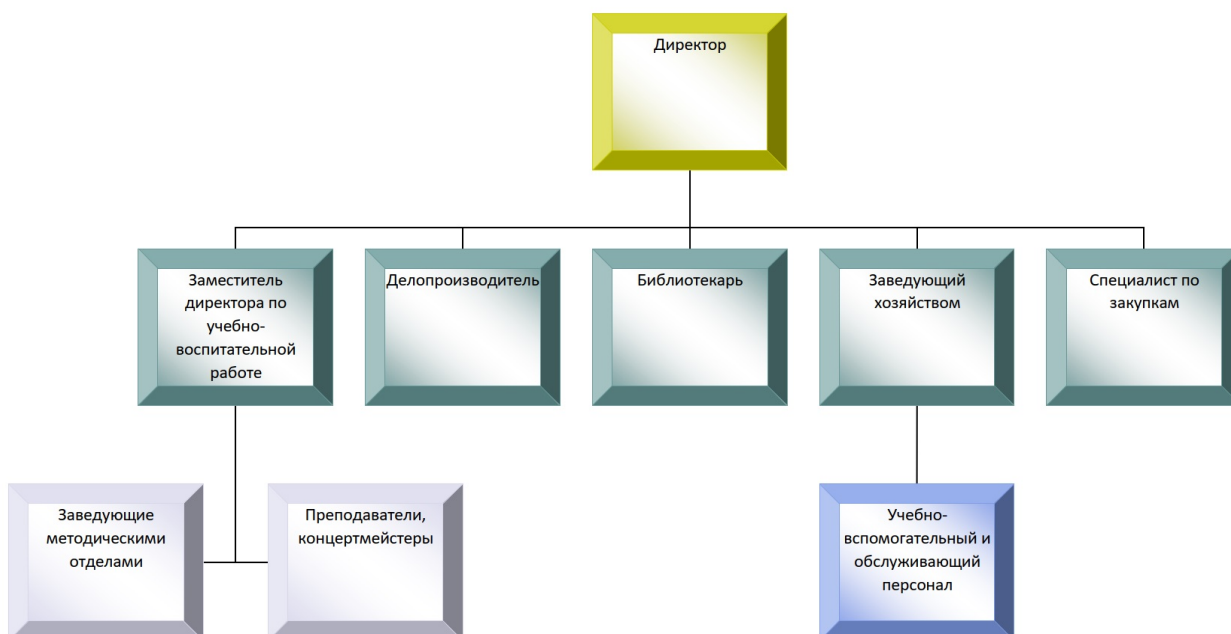 Директор
Заместитель
директора по
учебно-
воспитательной
работе
Делопроизводитель
Библиотекарь
Заведующий
хозяйством
Специалист по
закупкам
Заведующие
методическими
отделами
Преподаватели,
концертмейстеры
Учебно-
вспомогательный и
обслуживающий
персонал